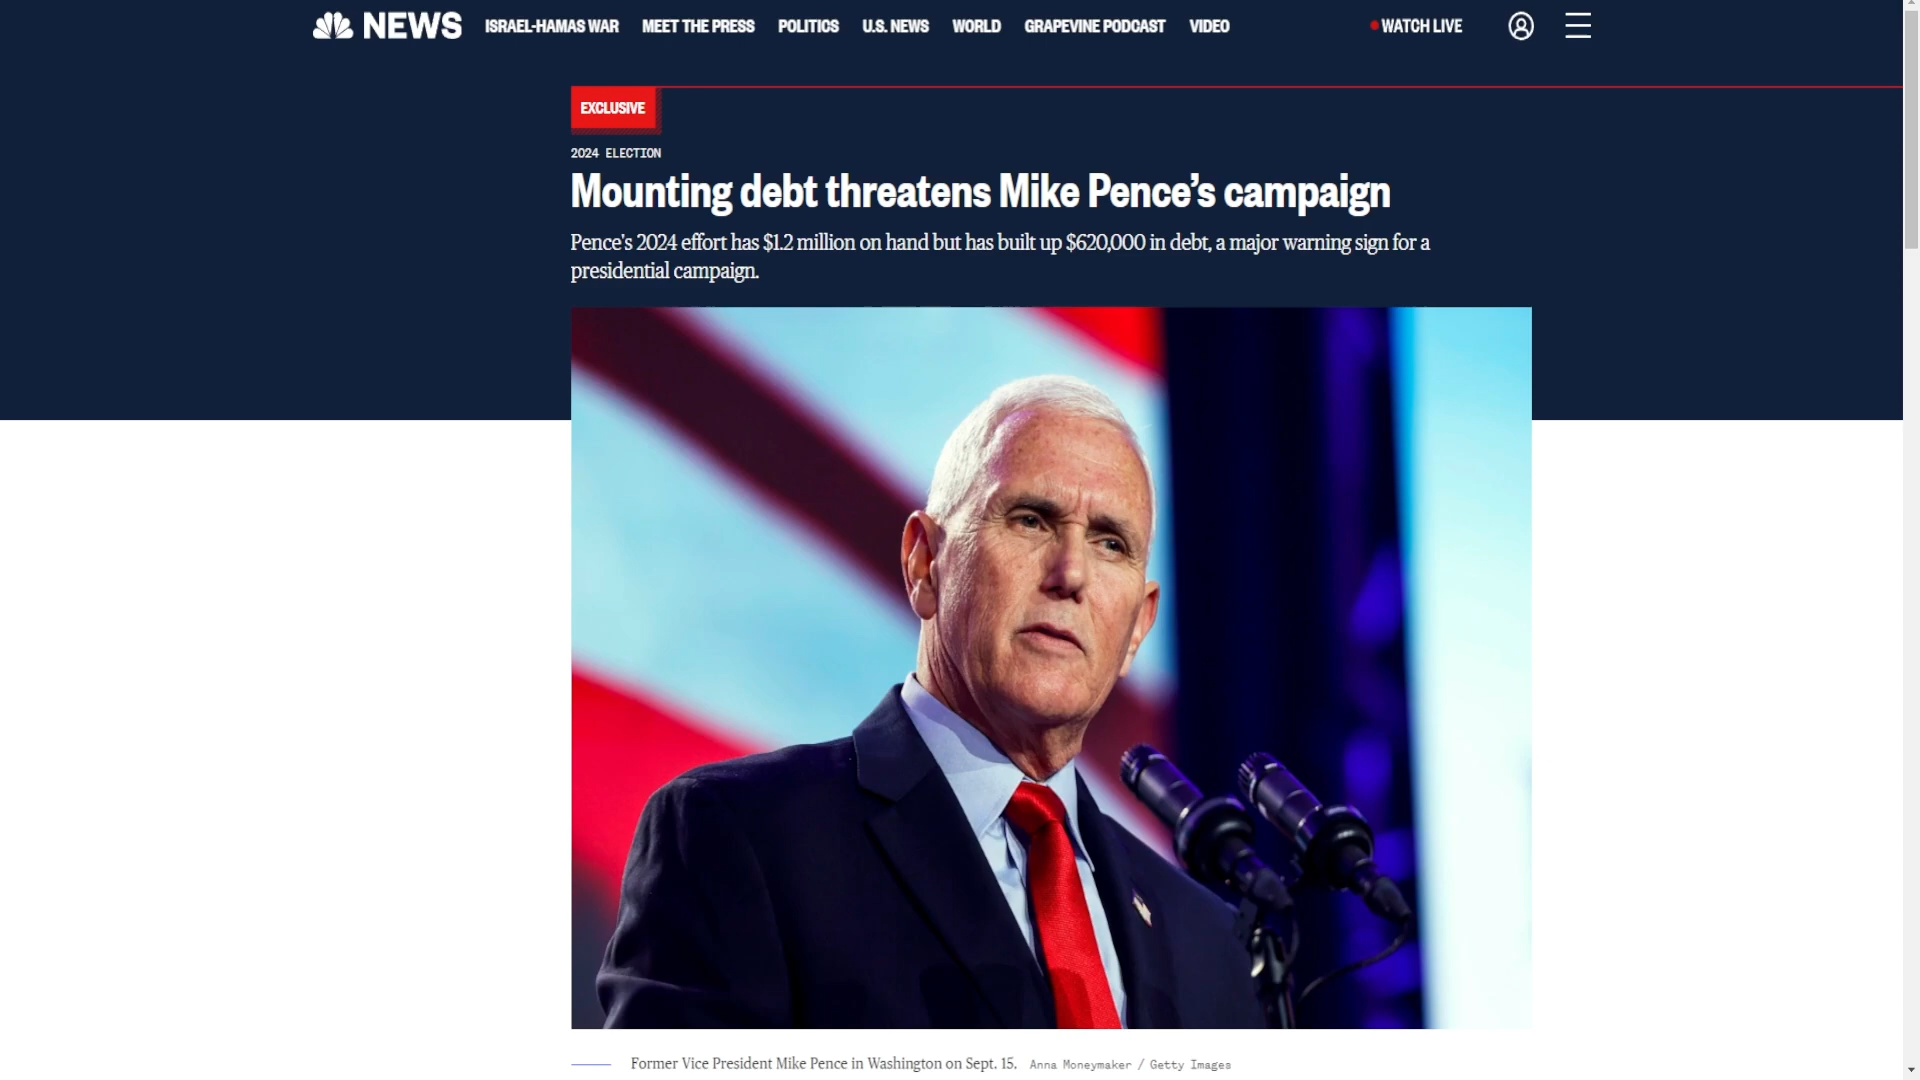 NEWS ISRAEL-HAMAS WAR MEET THE PRESS POLITICS U.S. NEWS WORLD GRAPEVINE PODCAST VIDEO WATCH LIVE
EXCLUSIVE
2024 ELECTION
Mounting debt threatens Mike Pence’s campaign
Pence's 2024 effort has $1.2 million on hand but has built up $620,000 in debt, a major warning sign for a
presidential campaign.
Former Vice President Mike Pence in Washington on Sept. 15. Anna Moneymaker / Getty Images